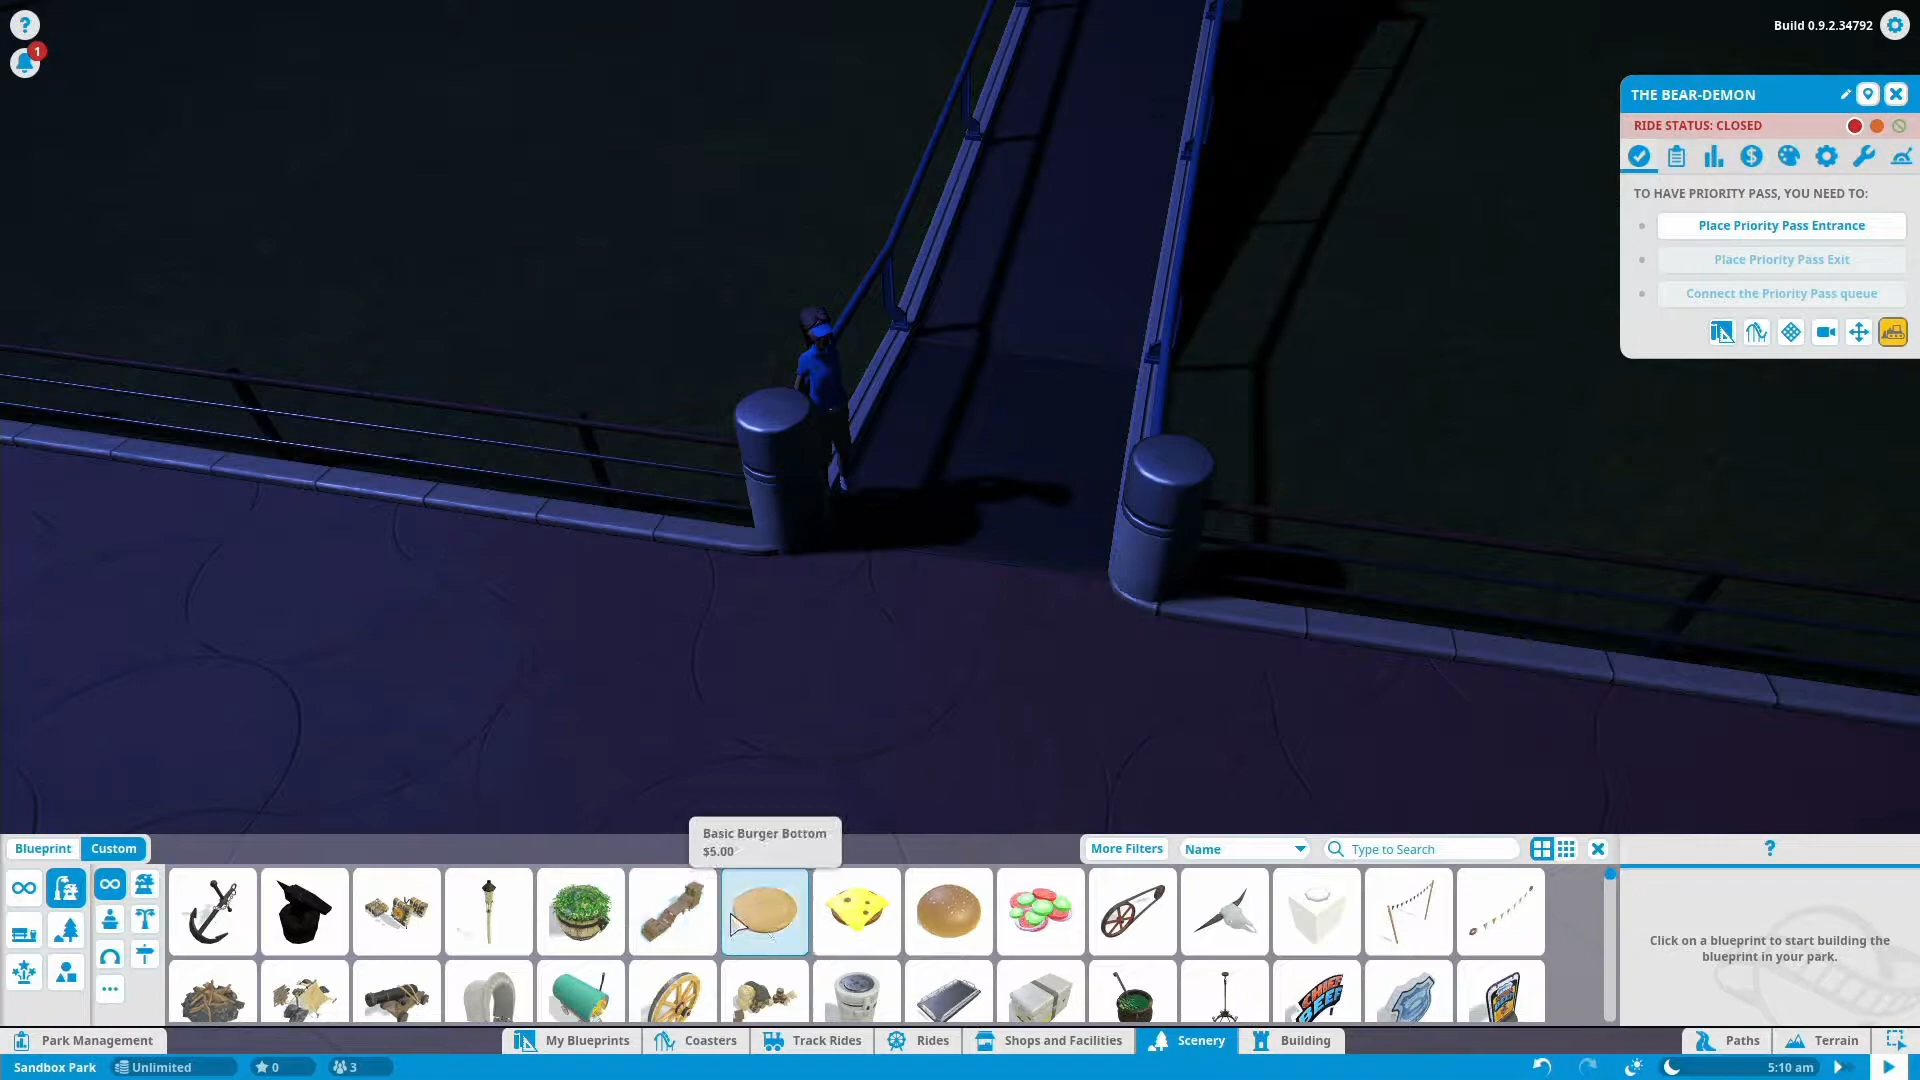 ?
1
Build 0.9.2.34792
THE BEAR-DEMON
RIDE STATUS: CLOSED
TO HAVE PRIORITY PASS, YOU NEED TO:
Place Priority Pass Entrance
Place Priority Pass Exit
Connect the Priority Pass queue
Basic Burger Bottom
$5.00
Blueprint
Custom
More Filters
Name
Type to Search
?
CHIEF
BEEF
Click on a blueprint to start building the
blueprint in your park.
Park Management
My Blueprints
Coasters
Track Rides
Rides
Shops and Facilities
Scenery
Building
Paths
Terrain
Sandbox Park
Unlimited
0
3
5:10 am